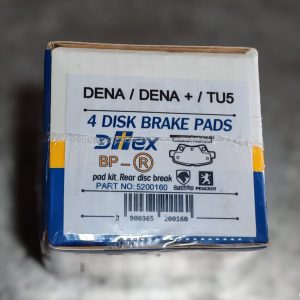 DENA / DENA + / TU5
4 DISK BRAKE PADS
Dittex
BP - R
pad kit, Rear disc break
PEUGEOT
PART NO:5200160
2 900365 200160